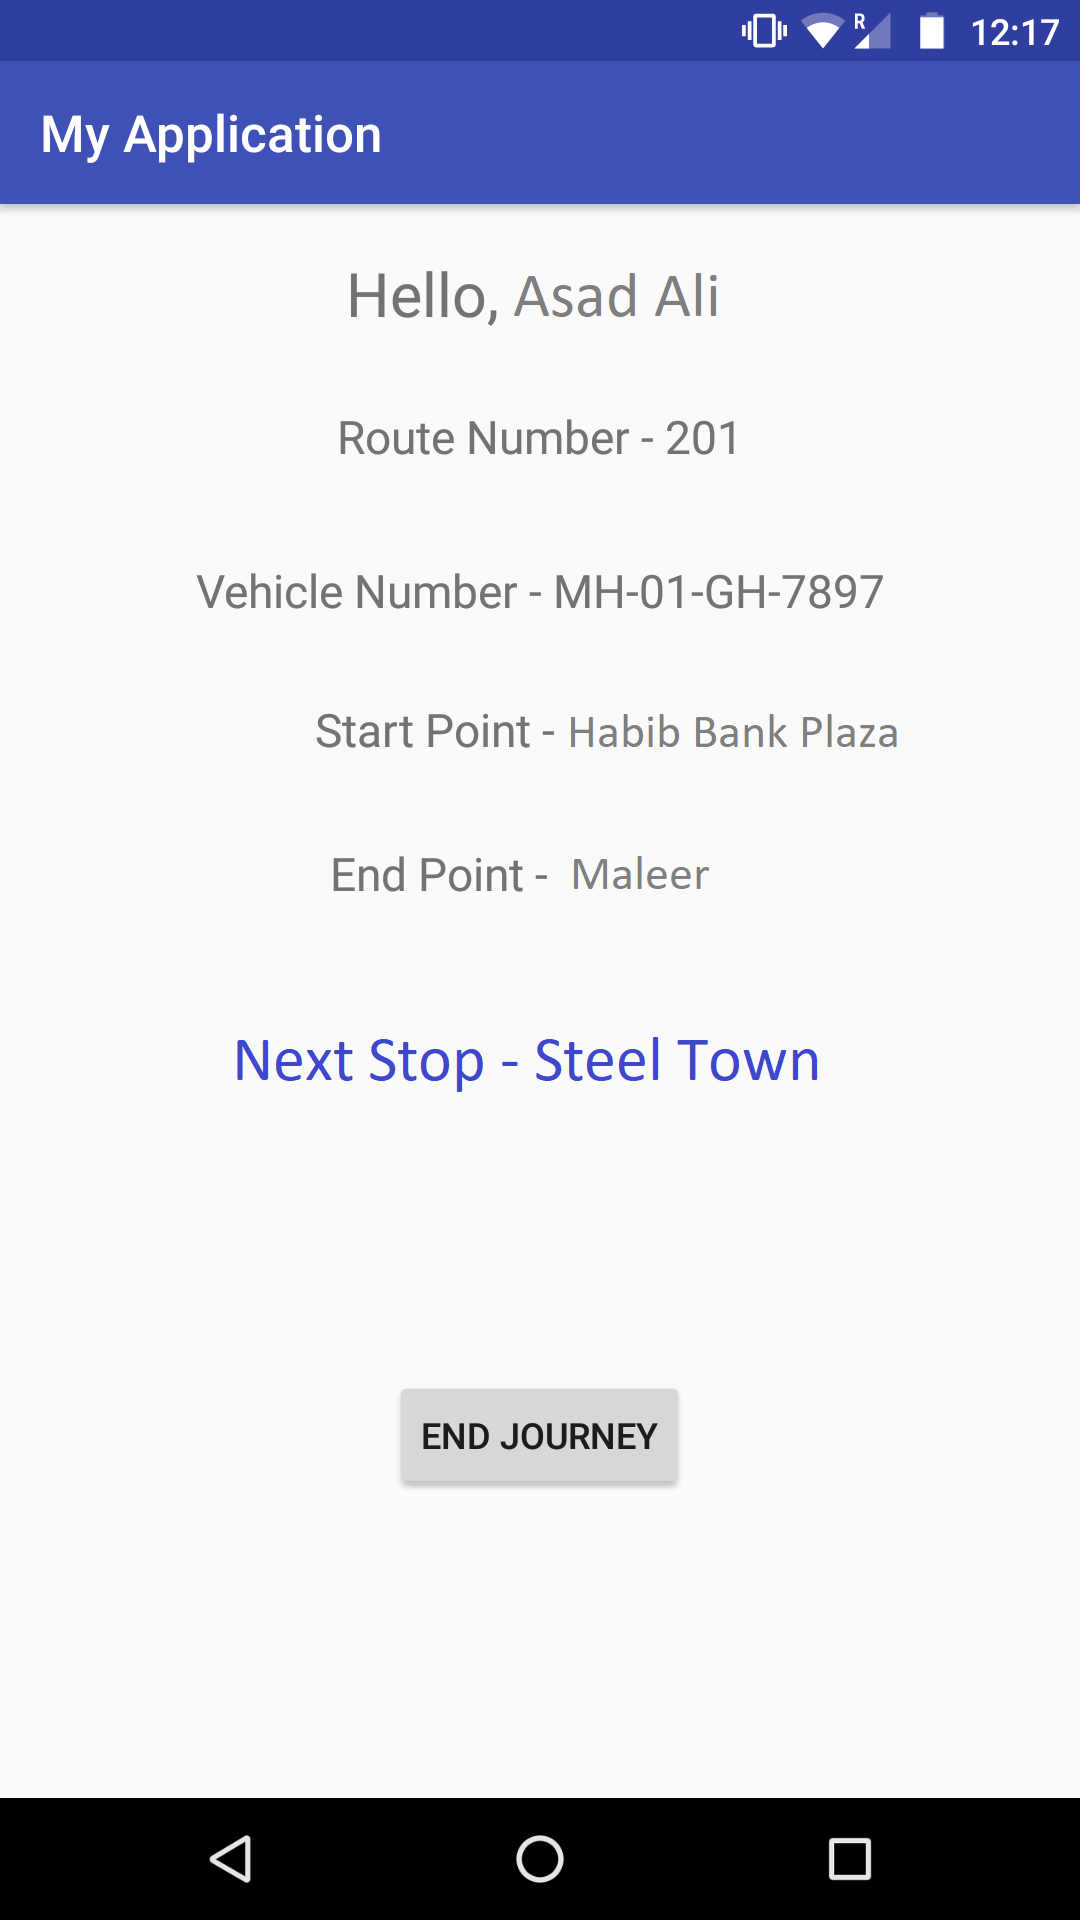 R 12:17
My Application
Hello, Asad Ali
Route Number - 201
Vehicle Number - MH-01-GH-7897
Start Point - Habib Bank Plaza
End Point - Maleer
Next Stop - Steel Town
END JOURNEY